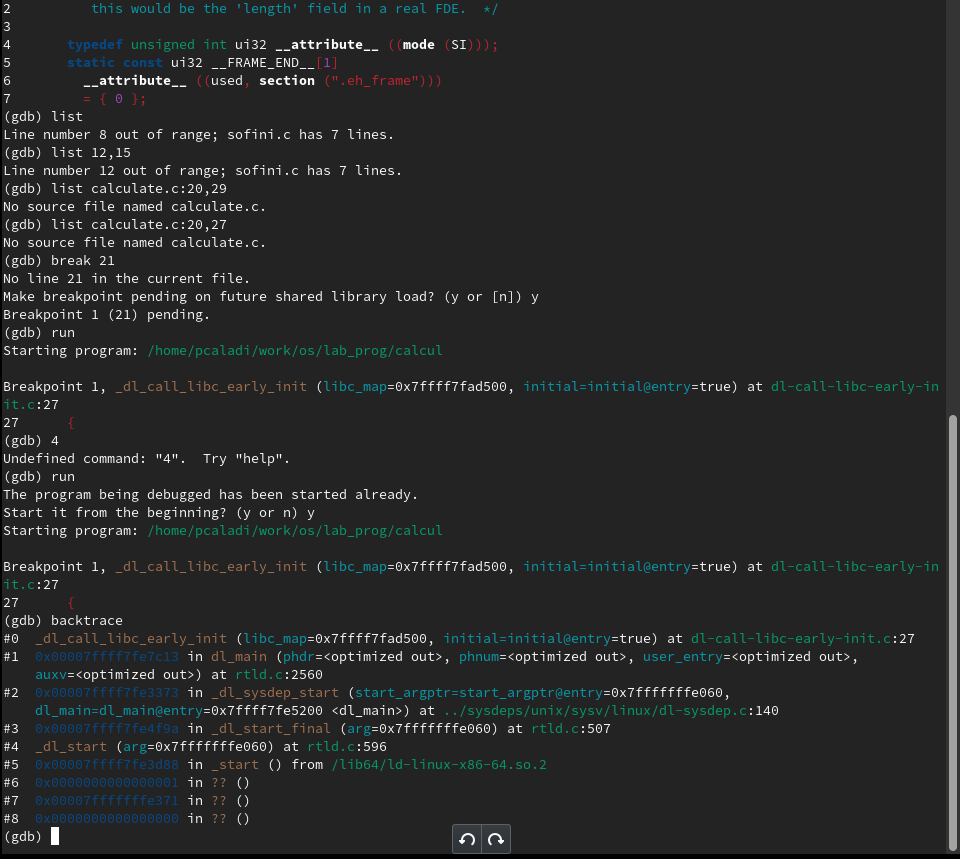 2          this would be the 'length' field in a real FDE.  */
3
4       typedef unsigned int ui32 __attribute__ ((mode (SI)));
5       static const ui32 __FRAME_END__[1]
6         __attribute__ ((used, section (".eh_frame")))
7         = { 0 };
(gdb) list
Line number 8 out of range; sofini.c has 7 lines.
(gdb) list 12,15
Line number 12 out of range; sofini.c has 7 lines.
(gdb) list calculate.c:20,29
No source file named calculate.c.
(gdb) list calculate.c:20,27
No source file named calculate.c.
(gdb) break 21
No line 21 in the current file.
Make breakpoint pending on future shared library load? (y or [n]) y
Breakpoint 1 (21) pending.
(gdb) run
Starting program: /home/pcaladi/work/os/lab_prog/calcul

Breakpoint 1, _dl_call_libc_early_init (libc_map=0x7ffff7fad500, initial=initial@entry=true) at dl-call-libc-early-in
it.c:27
27      {
(gdb) 4
Undefined command: "4".  Try "help".
(gdb) run
The program being debugged has been started already.
Start it from the beginning? (y or n) y
Starting program: /home/pcaladi/work/os/lab_prog/calcul

Breakpoint 1, _dl_call_libc_early_init (libc_map=0x7ffff7fad500, initial=initial@entry=true) at dl-call-libc-early-in
it.c:27
27      {
(gdb) backtrace
#0  _dl_call_libc_early_init (libc_map=0x7ffff7fad500, initial=initial@entry=true) at dl-call-libc-early-init.c:27
#1  0x00007ffff7fe7c13 in dl_main (phdr=<optimized out>, phnum=<optimized out>, user_entry=<optimized out>,
    auxv=<optimized out>) at rtld.c:2560
#2  0x00007ffff7fe3373 in _dl_sysdep_start (start_argptr=start_argptr@entry=0x7fffffffe060,
    dl_main=dl_main@entry=0x7ffff7fe5200 <dl_main>) at ../sysdeps/unix/sysv/linux/dl-sysdep.c:140
#3  0x00007ffff7fe4f9a in _dl_start_final (arg=0x7fffffffe060) at rtld.c:507
#4  _dl_start (arg=0x7fffffffe060) at rtld.c:596
#5  0x00007ffff7fe3d88 in _start () from /lib64/ld-linux-x86-64.so.2
#6  0x0000000000000001 in ?? ()
#7  0x00007fffffffe371 in ?? ()
#8  0x0000000000000000 in ?? ()
(gdb)